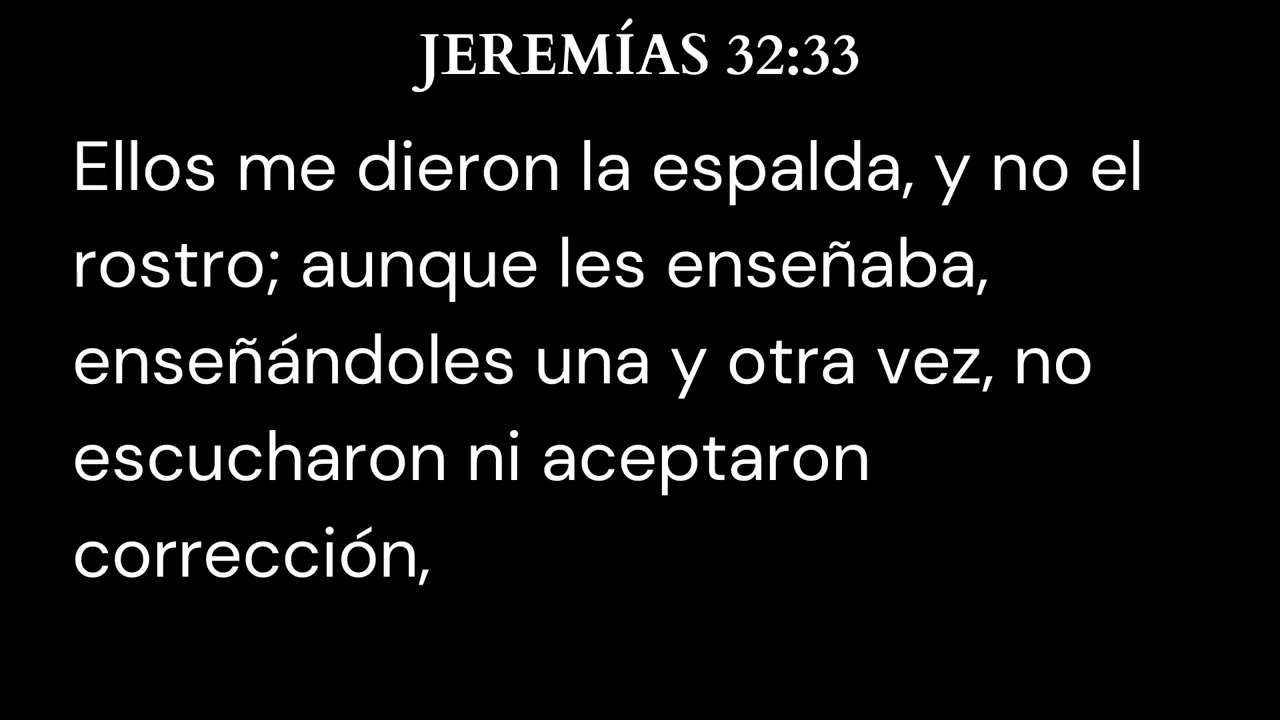 JEREMÍAS 32:33
Ellos me dieron la espalda, y no el
rostro; aunque les enseñaba,
enseñándoles una y otra vez, no
escucharon ni aceptaron
corrección,